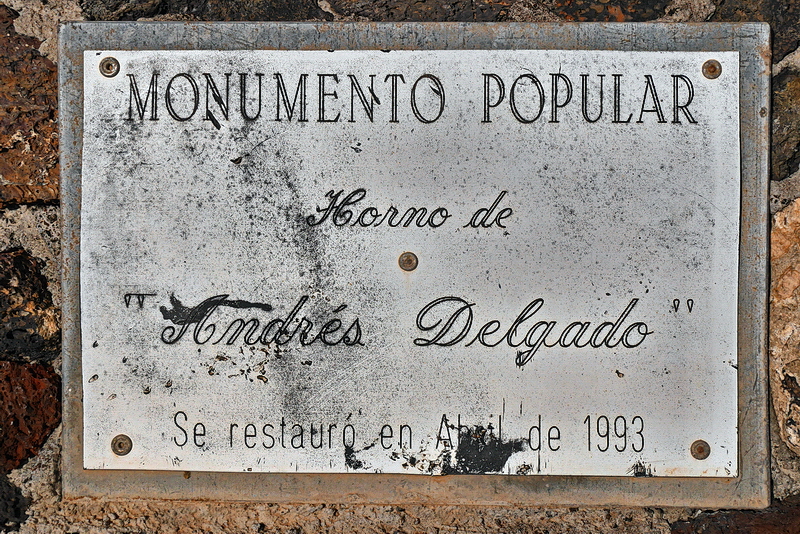 MONUMENTO POPULAR
Horno de
"Andrés Delgado"
Se restauró en Abril de 1993